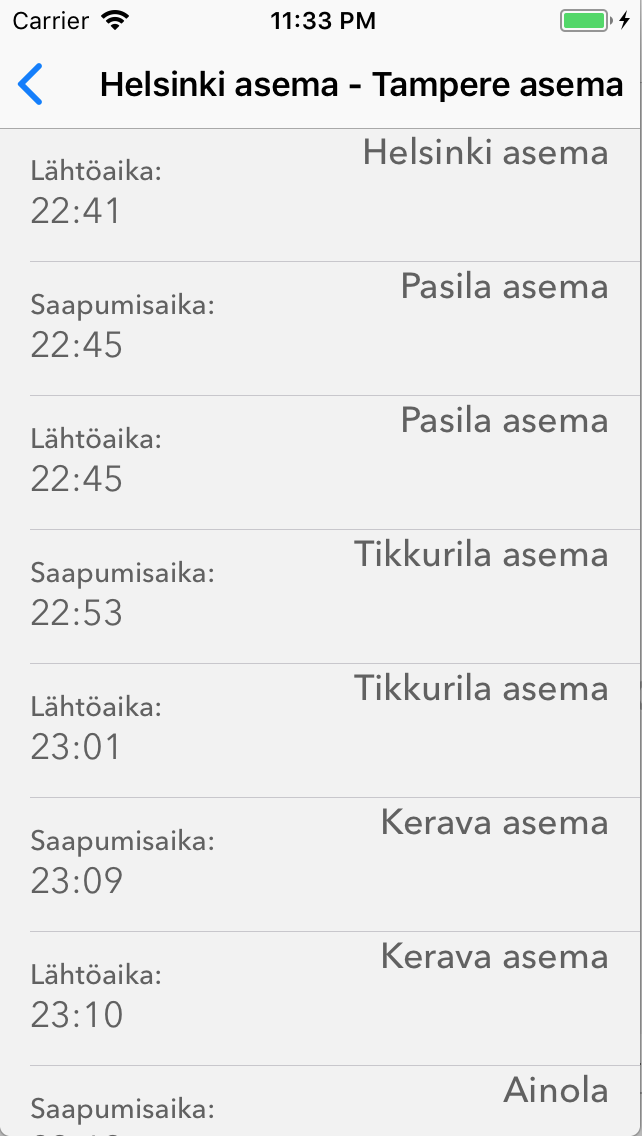 Carrier 11:33 PM
Helsinki asema - Tampere asema
Helsinki asema
Lähtöaika:
22:41
Pasila asema
Saapumisaika:
22:45
Pasila asema
Lähtöaika:
22:45
Tikkurila asema
Saapumisaika:
22:53
Tikkurila asema
Lähtöaika:
23:01
Kerava asema
Saapumisaika:
23:09
Kerava asema
Lähtöaika:
23:10
Ainola
Saapumisaika: